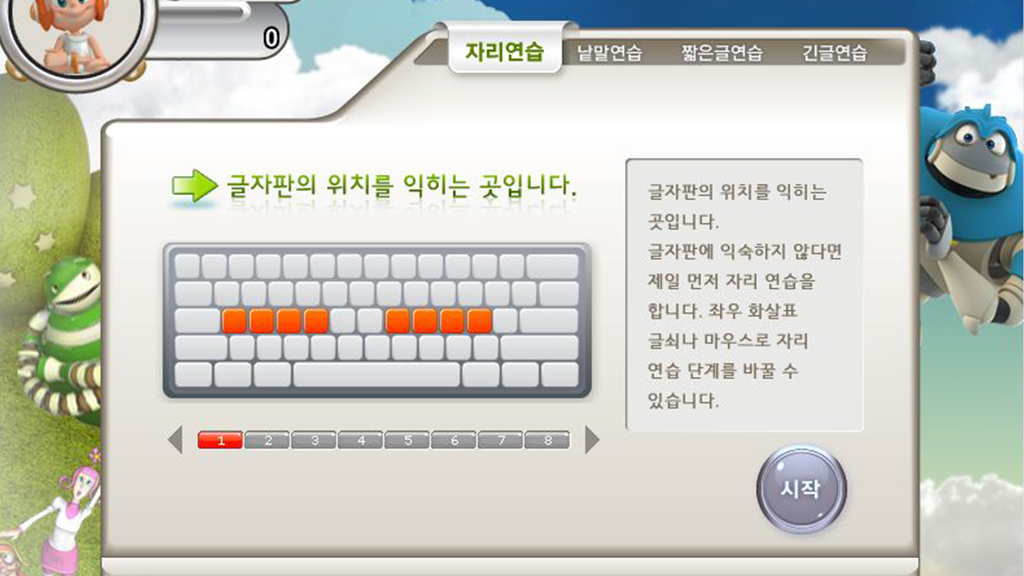 0
자리연습 낱말연습 짧은글연습 긴글연습
글자판의 위치를 익히는 곳입니다.
글자판의 위치를 익히는
곳입니다.
글자판에 익숙하지 않다면
제일 먼저 자리 연습을
합니다. 좌우 화살표
글쇠나 마우스로 자리
연습 단계를 바꿀 수
있습니다.
1 2 3 4 5 6 7 8
시작